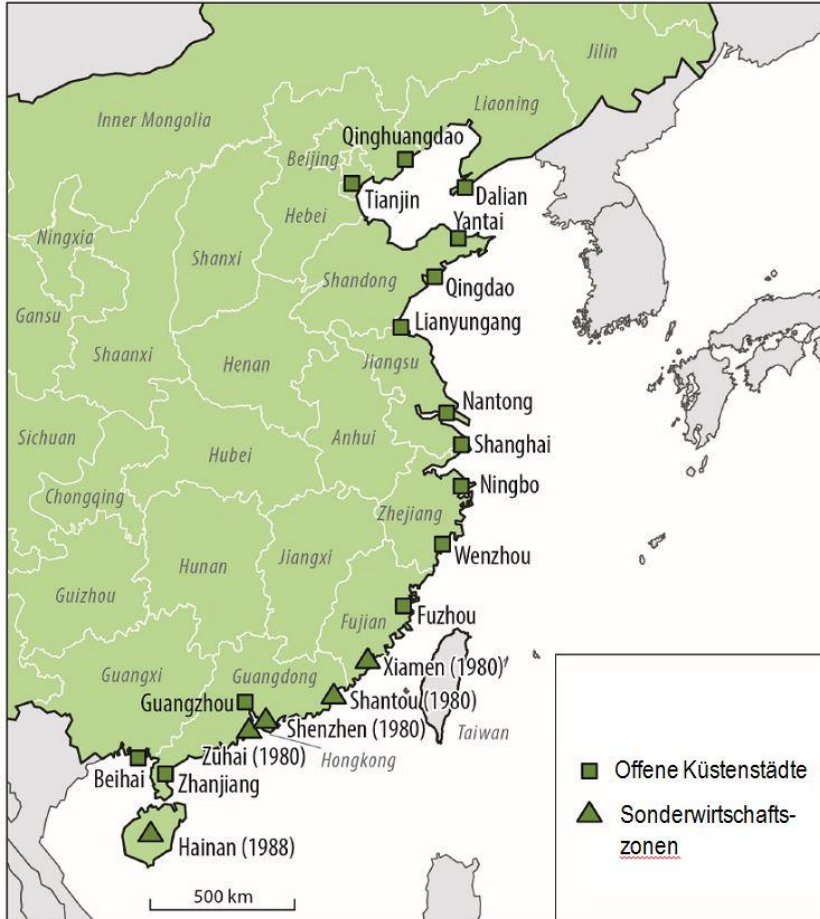 Jilin
Liaoning
Inner Mongolia
Qinghuangdao
Beijing
Tianjin
Dalian
Hebei
Yantai
Ningxia
Shanxi
Shandong
Qingdao
Gansu
Lianyungang
Shaanxi
Henan
Jiangsu
Nantong
Sichuan
Anhui
Shanghai
Hubei
Ningbo
Chongqing
Zhejiang
Wenzhou
Hunan
Jiangxi
Guizhou
Fuzhou
Fujian
Xiamen (1980)
Guangxi
Guangdong
Guangzhou
Shantou (1980)
Shenzhen (1980)
Taiwan
Zuhai (1980)
Hongkong
Beihai
Zhanjiang
Hainan (1988)
500 km
Offene Küstenstädte
Sonderwirtschafts-
zonen